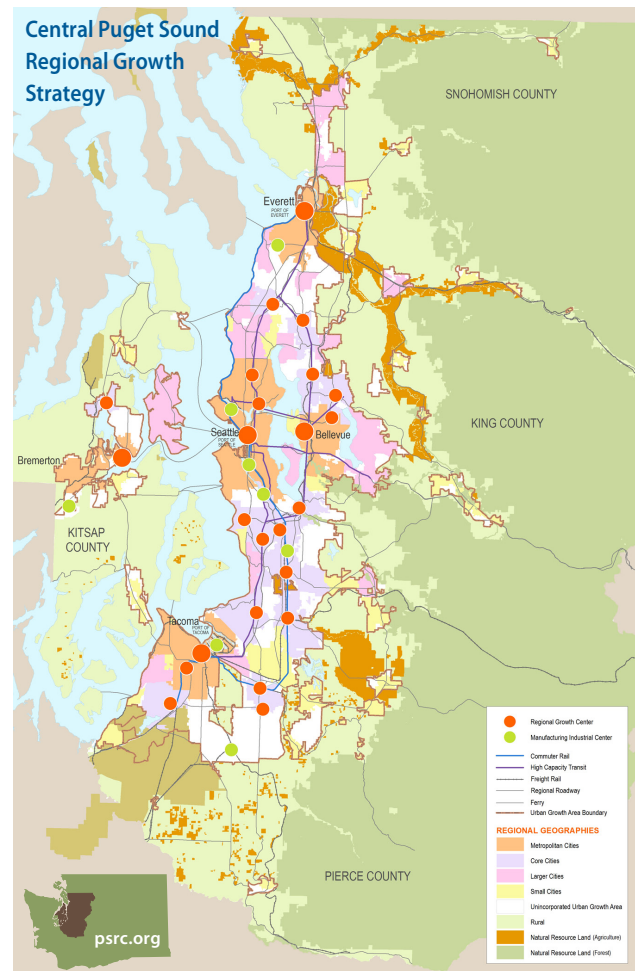 Central Puget Sound
Regional Growth
Strategy
SNOHOMISH COUNTY
Everett
PORT OF
EVERETT
KING COUNTY
Seattle
PORT OF
SEATTLE
Bellevue
Bremerton
KITSAP
COUNTY
Tacoma
PORT OF
TACOMA
PIERCE COUNTY
Regional Growth Center
Manufacturing Industrial Center
Commuter Rail
High Capacity Transit
Freight Rail
Regional Roadway
Ferry
Urban Growth Area Boundary
REGIONAL GEOGRAPHIES
Metropolitan Cities
Core Cities
Larger Cities
Small Cities
Unincorporated Urban Growth Area
Rural
Natural Resource Land (Agriculture)
Natural Resource Land (Forest)
psrc.org